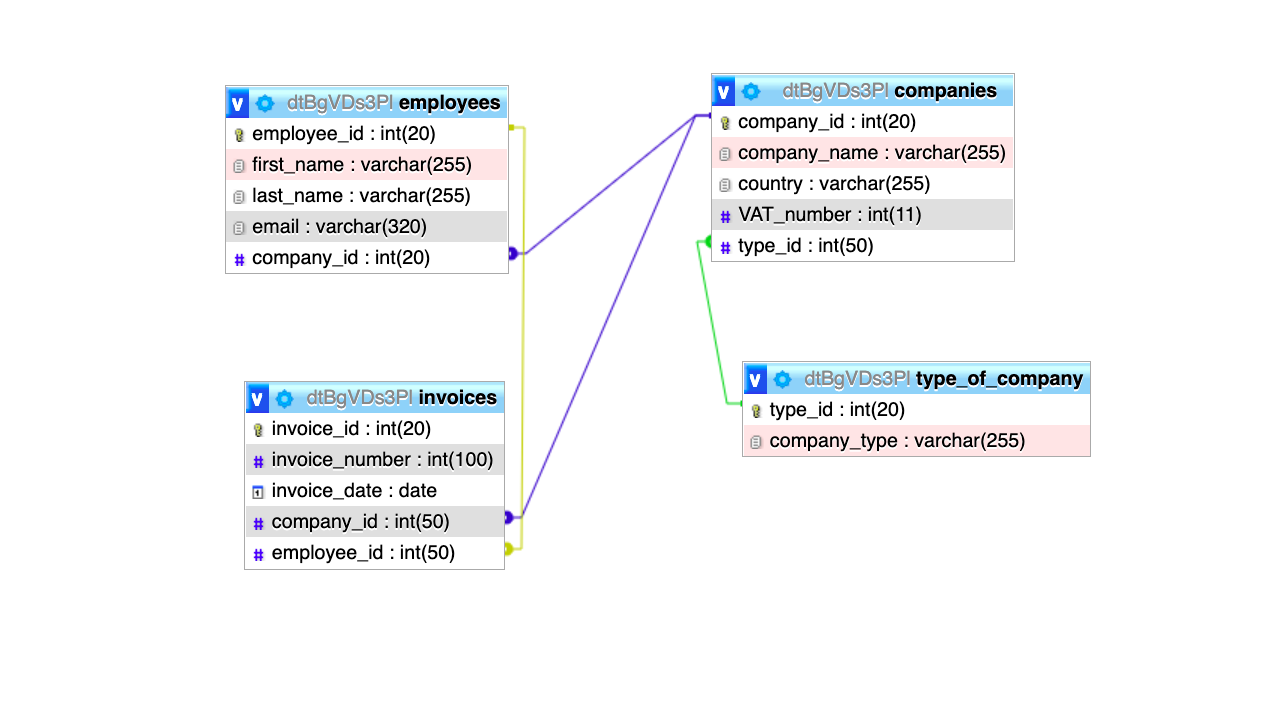 v dtBgVDs3Pl employees
employee_id : int(20)
first_name : varchar(255)
last_name : varchar(255)
email : varchar(320)
# company_id : int(20)
v dtBgVDs3Pl companies
company_id : int(20)
company_name : varchar(255)
country : varchar(255)
# VAT_number : int(11)
# type_id : int(50)
v dtBgVDs3Pl invoices
invoice_id : int(20)
# invoice_number : int(100)
1 invoice_date : date
# company_id : int(50)
# employee_id : int(50)
v dtBgVDs3Pl type_of_company
type_id : int(20)
company_type : varchar(255)